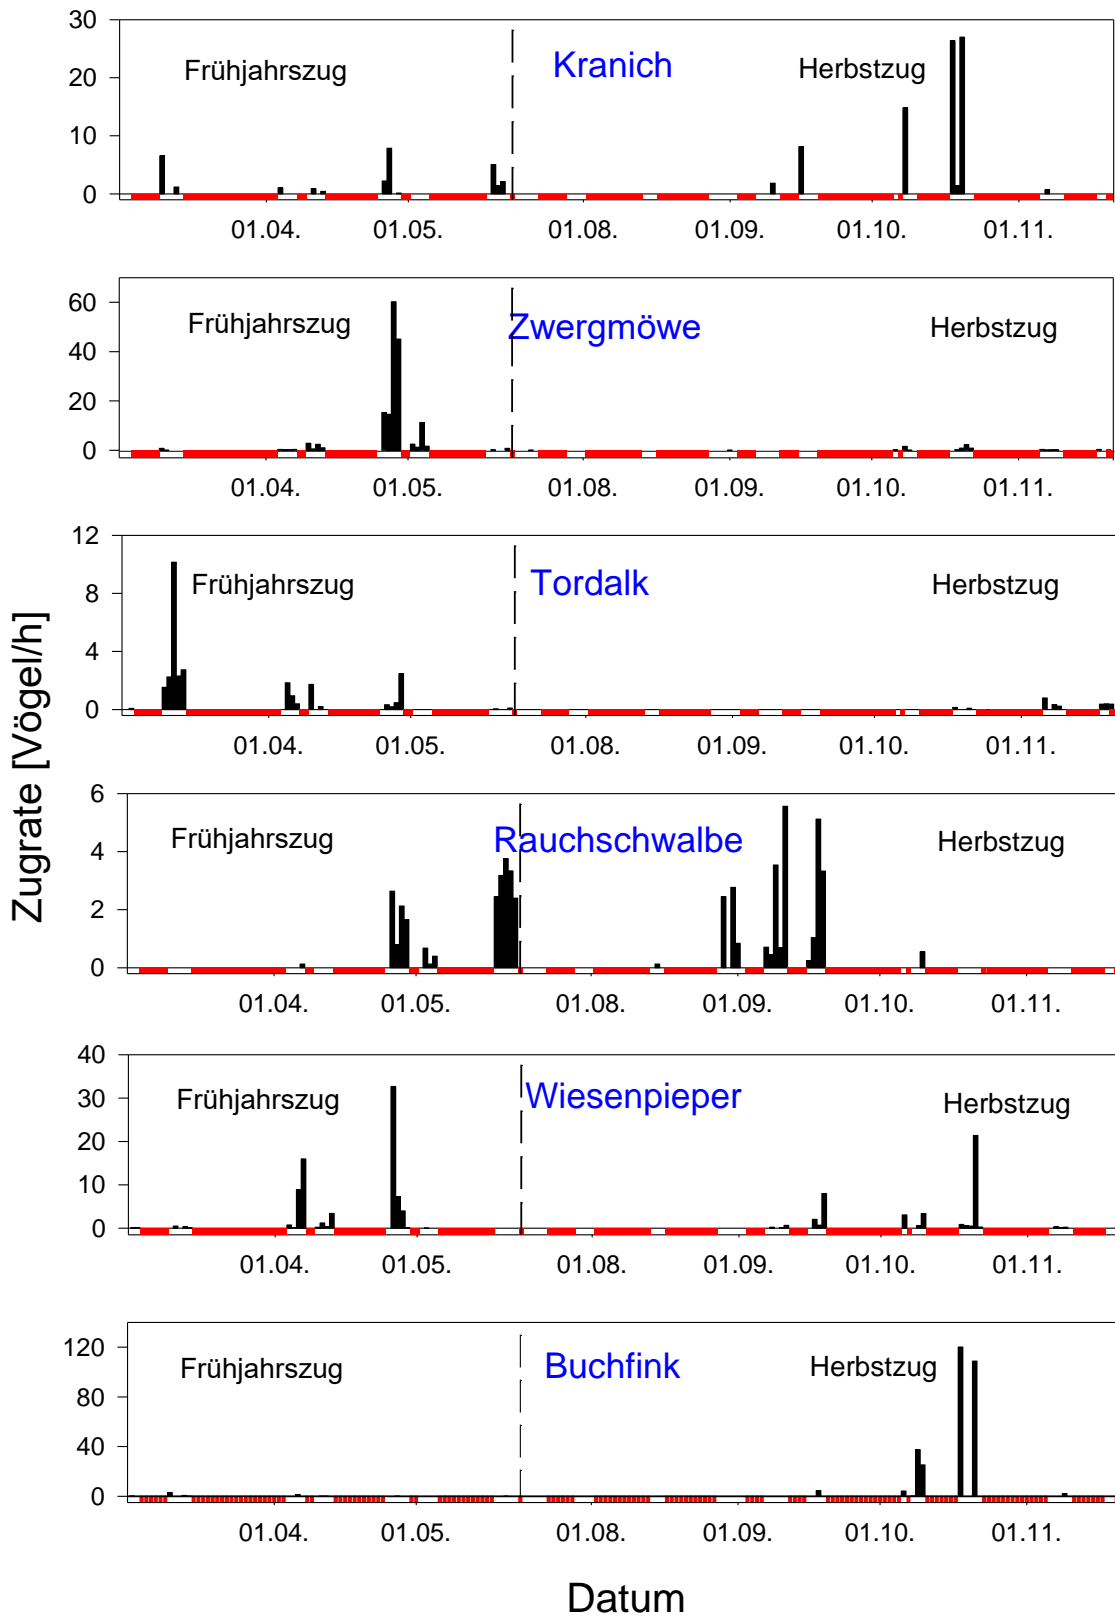 30
Frühjahrszug Kranich Herbstzug
20
10
0
01.04. 01.05. 01.08. 01.09. 01.10. 01.11.
60
Frühjahrszug Zwergmöwe Herbstzug
40
20
0
01.04. 01.05. 01.08. 01.09. 01.10. 01.11.
12
Frühjahrszug Tordalk Herbstzug
8
4
0
01.04. 01.05. 01.08. 01.09. 01.10. 01.11.
Zugrate [Vögel/h]
6
Frühjahrszug Rauchschwalbe Herbstzug
4
2
0
01.04. 01.05. 01.08. 01.09. 01.10. 01.11.
40
Frühjahrszug Wiesenpieper Herbstzug
30
20
10
0
01.04. 01.05. 01.08. 01.09. 01.10. 01.11.
120
Frühjahrszug Buchfink Herbstzug
80
40
0
01.04. 01.05. 01.08. 01.09. 01.10. 01.11.
Datum